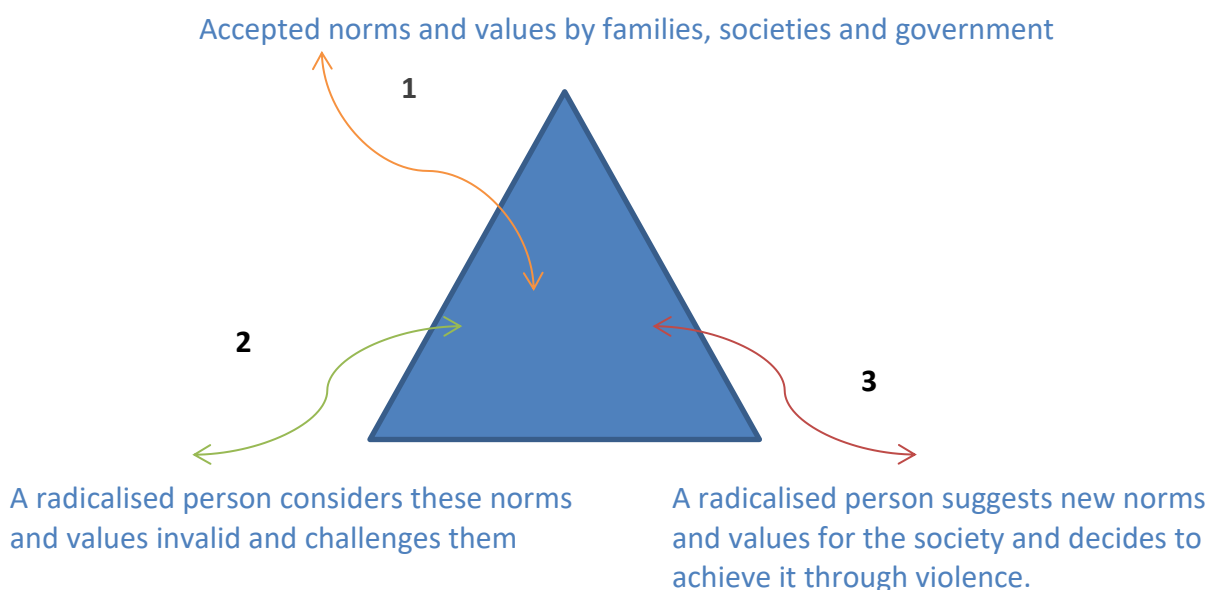 Accepted norms and values by families, societies and government
1
2
3
A radicalised person considers these norms
and values invalid and challenges them
A radicalised person suggests new norms
and values for the society and decides to
achieve it through violence.